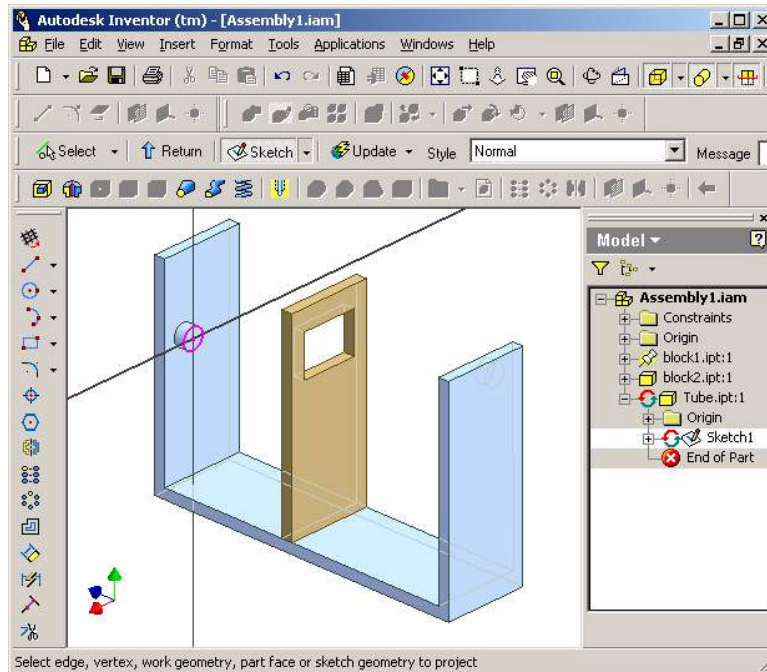 Autodesk Inventor (tm) - [Assembly1.iam]
File Edit View Insert Format Tools Applications Windows Help
Select Return Sketch Update Style Normal Message
Model
Assembly1.iam
Constraints
Origin
block1.ipt:1
block2.ipt:1
Tube.ipt:1
Origin
Sketch1
End of Part
Select edge, vertex, work geometry, part face or sketch geometry to project